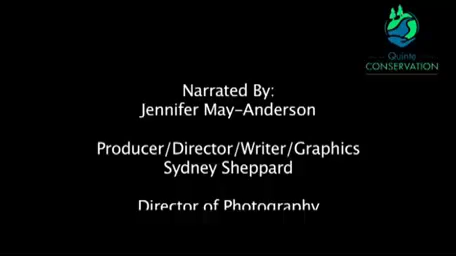 Quinte
CONSERVATION
Narrated By:
Jennifer May-Anderson
Producer/Director/Writer/Graphics
Sydney Sheppard
Director of Photography